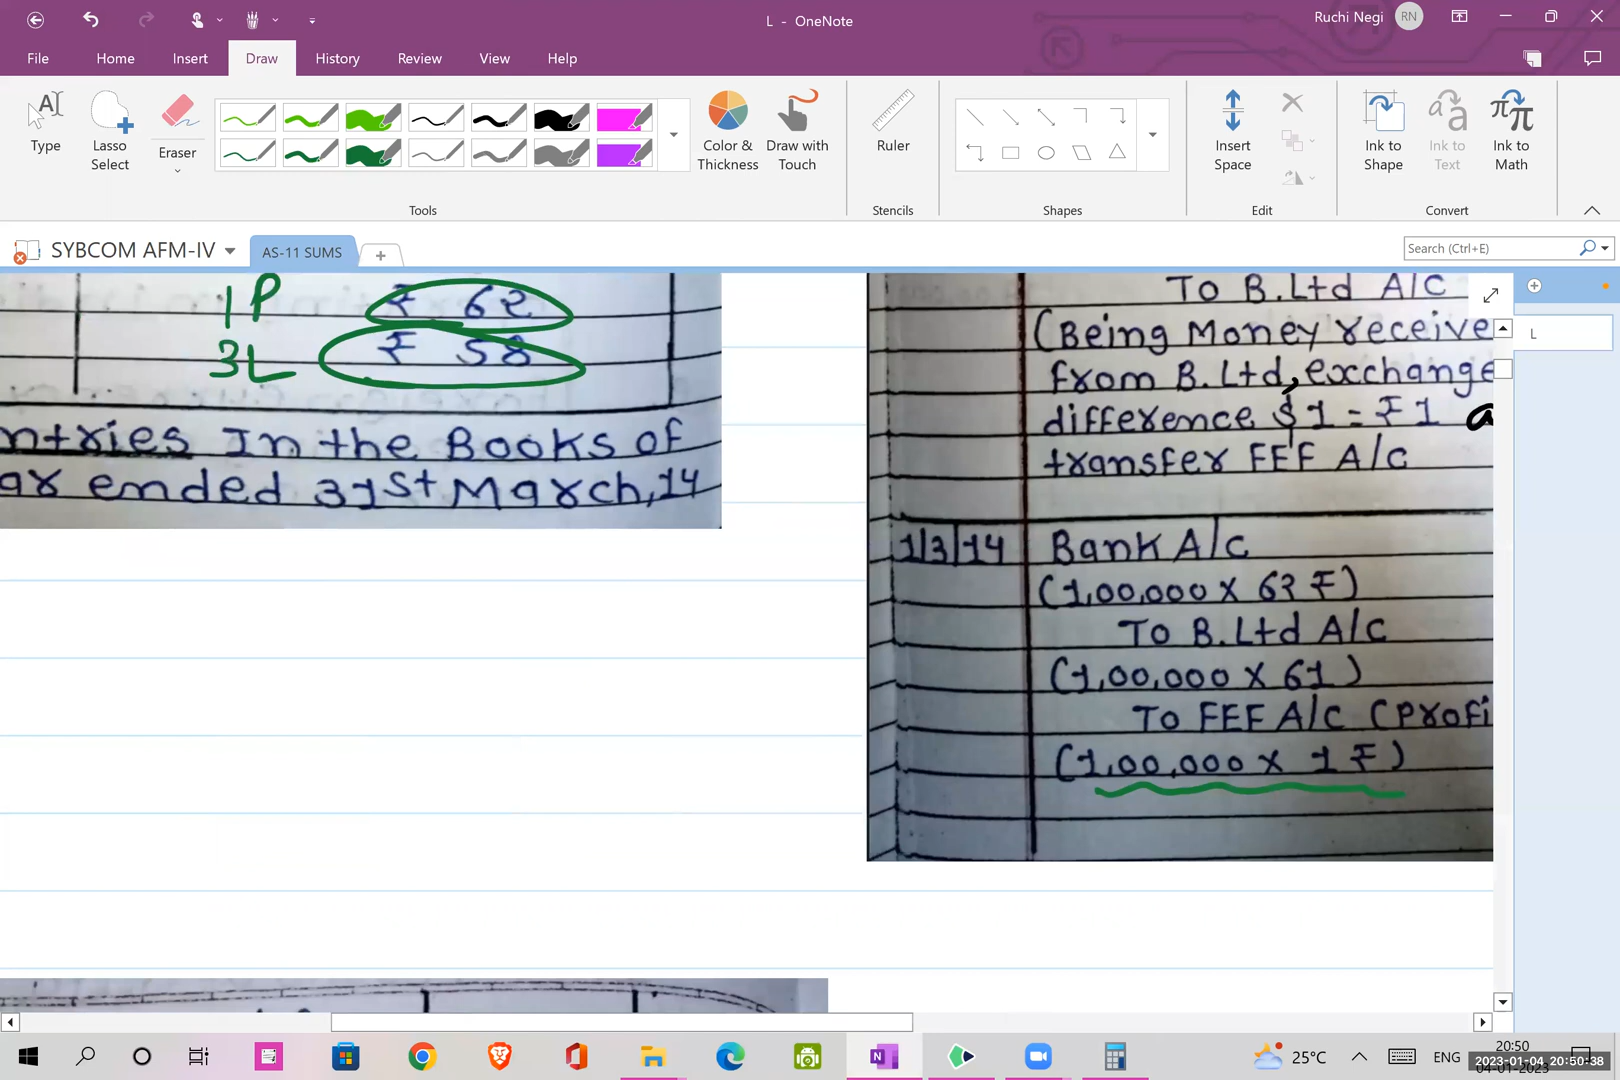 L - OneNote
Ruchi Negi
RN
File
Home
Insert
Draw
History
Review
View
Help
Type
Lasso Select
Eraser
Color & Thickness
Draw with Touch
Ruler
Insert Space
Ink to Shape
Ink to Text
Ink to Math
Tools
Stencils
Shapes
Edit
Convert
SYBCOM AFM-IV
AS-11 SUMS
Search (Ctrl+E)
L
1P ₹ 62
3L ₹ 58
ntries In the Books of
ar ended 31st March,14
To B.Ltd A/C
(Being Money receive
from B.Ltd, exchange
difference $1 = ₹1 a
transfer FEF A/C
1/3/14 Bank A/c
(1,00,000 x 62 ₹)
To B.Ltd A/C
(1,00,000 x 61)
To FEF A/C (Profi
(1,00,000 x 1 ₹)
25°C
ENG
20:50
04-01-2023
2023-01-04 20:50:38